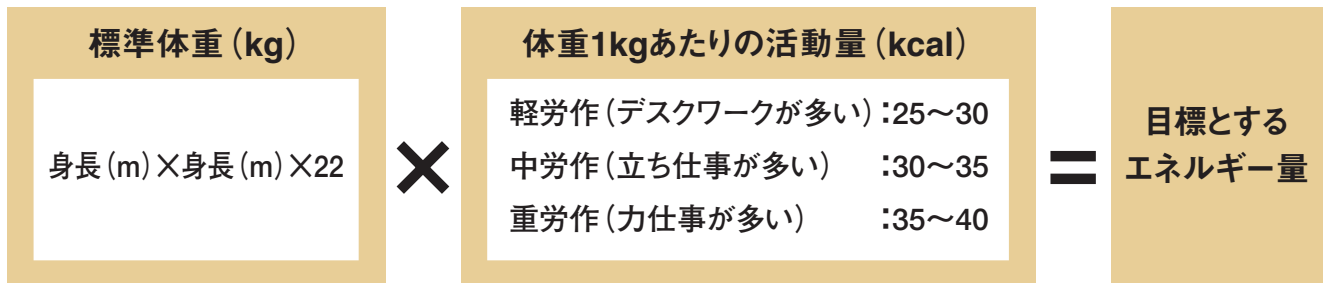 標準体重（kg）
身長（m）×身長（m）×22
×
体重1kgあたりの活動量（kcal）
軽労作（デスクワークが多い）：25〜30
中労作（立ち仕事が多い）：30〜35
重労作（力仕事が多い）：35〜40
=
目標とする
エネルギー量